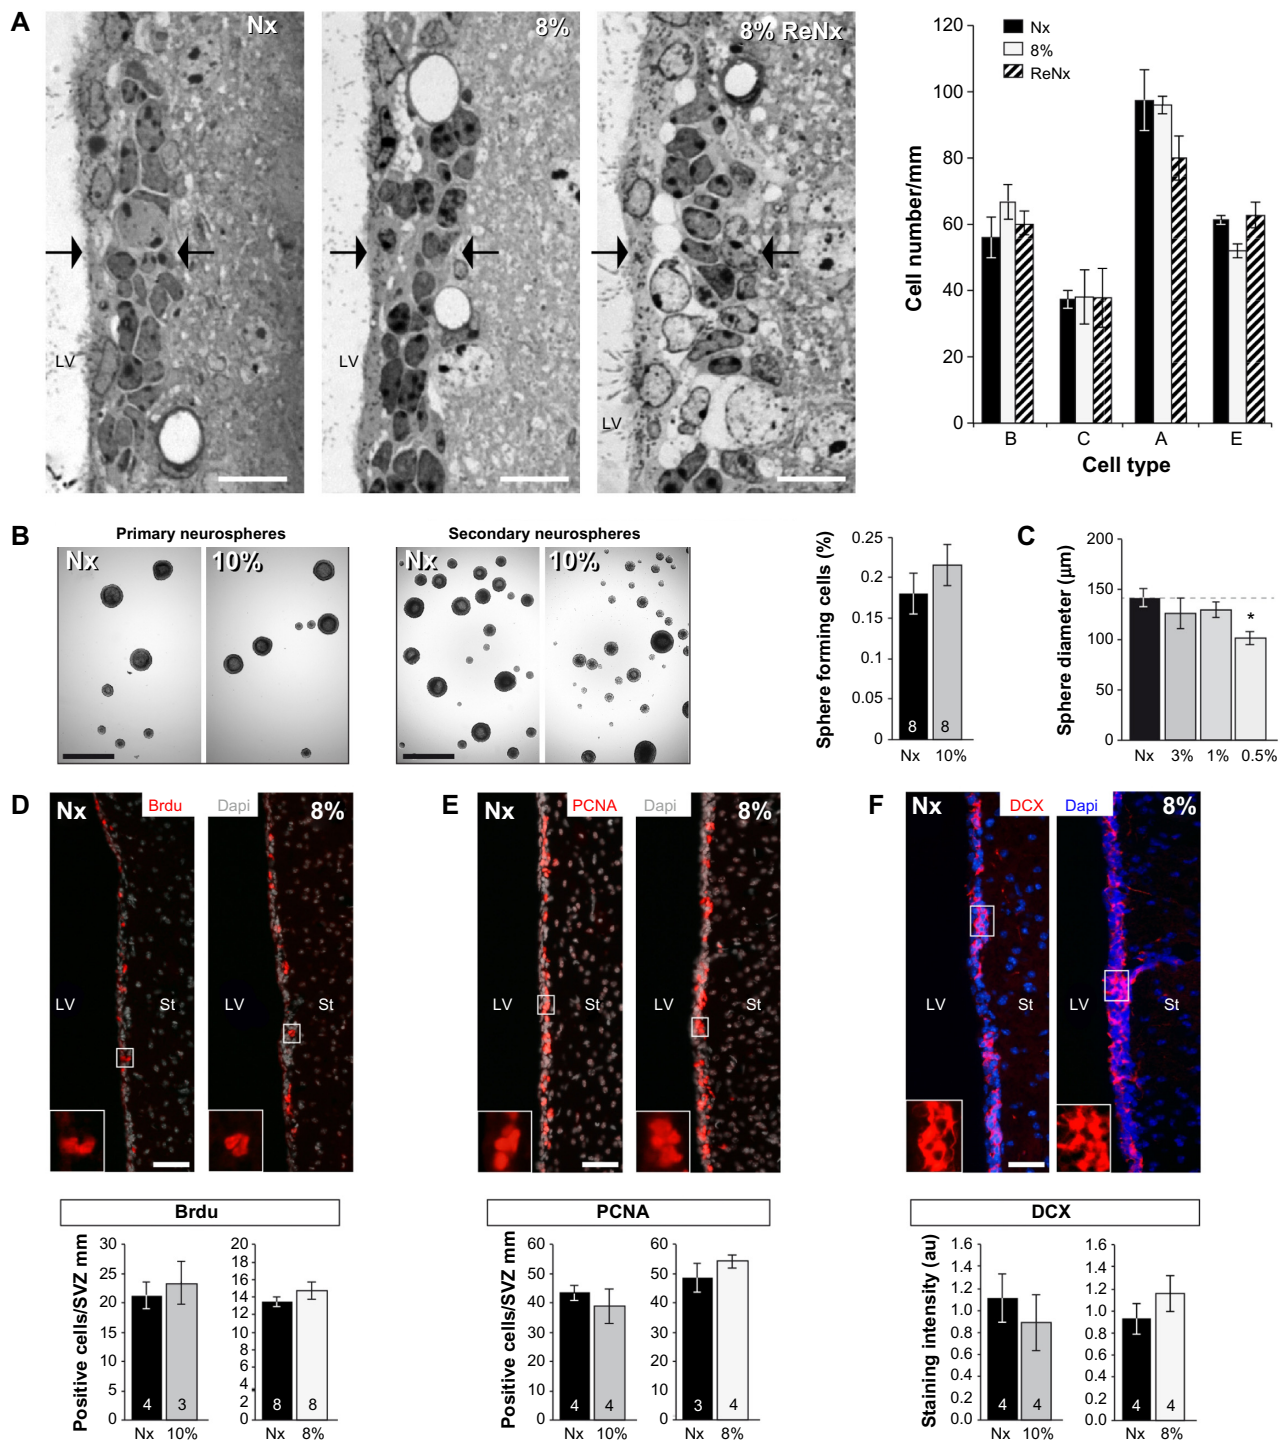 A
Nx
8%
8% ReNx
LV
LV
LV
Cell number/mm
120
100
80
60
40
20
0
Nx
8%
ReNx
B
C
A
E
Cell type
B
Primary neurospheres
Nx
10%
Secondary neurospheres
Nx
10%
Sphere forming cells (%)
0.25
0.2
0.15
0.1
0.05
0
8
8
Nx
10%
C
Sphere diameter (µm)
200
150
100
50
0
*
Nx
3%
1%
0.5%
D
Nx
Brdu
Dapi
8%
LV
St
LV
St
Brdu
Positive cells/SVZ mm
30
25
20
15
10
5
0
4
3
Nx
10%
20
18
16
14
12
10
8
6
4
2
0
8
8
Nx
8%
E
Nx
PCNA
Dapi
8%
LV
St
LV
St
PCNA
Positive cells/SVZ mm
60
50
40
30
20
10
0
4
4
Nx
10%
60
50
40
30
20
10
0
3
4
Nx
8%
F
Nx
DCX
Dapi
8%
LV
St
LV
St
DCX
Staining intensity (au)
1.6
1.4
1.2
1.0
0.8
0.6
0.4
0.2
0.0
4
4
Nx
10%
1.6
1.4
1.2
1.0
0.8
0.6
0.4
0.2
0.0
4
4
Nx
8%